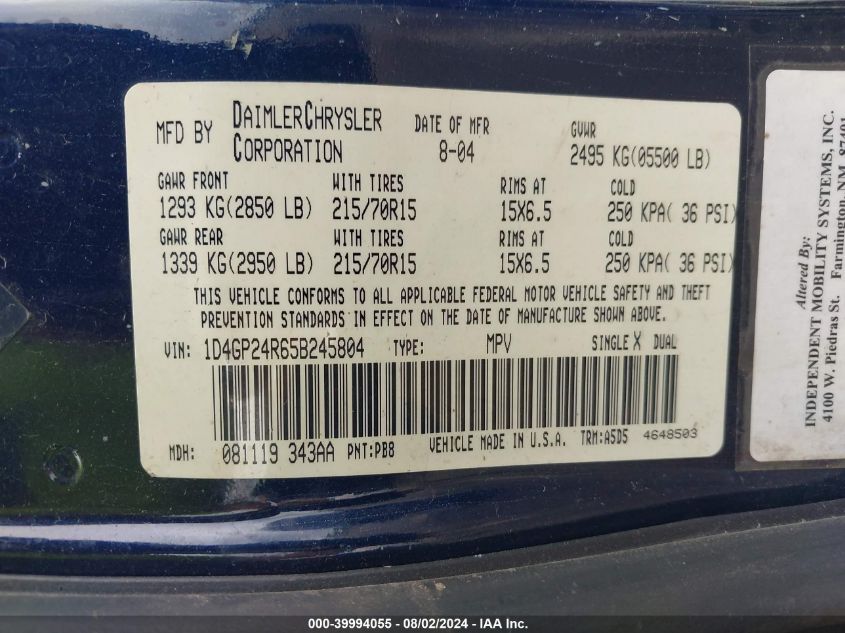 MFD BY DAIMLERCHRYSLER CORPORATION DATE OF MFR 8-04 GVWR 2495 KG(05500 LB)
GAWR FRONT WITH TIRES RIMS AT COLD
1293 KG(2850 LB) 215/70R15 15X6.5 250 KPA( 36 PSI)
GAWR REAR WITH TIRES RIMS AT COLD
1339 KG(2950 LB) 215/70R15 15X6.5 250 KPA( 36 PSI)
THIS VEHICLE CONFORMS TO ALL APPLICABLE FEDERAL MOTOR VEHICLE SAFETY AND THEFT
PREVENTION STANDARDS IN EFFECT ON THE DATE OF MANUFACTURE SHOWN ABOVE.
VIN: 1D4GP24R65B245804 TYPE: MPV SINGLE X DUAL
MDH: 081119 343AA PNT:PB8 VEHICLE MADE IN U.S.A. TRM:A5D5 4648503
Altered By:
INDEPENDENT MOBILITY SYSTEMS, INC.
4100 W. Piedras St. Farmington, NM 87401
000-39994055 - 08/02/2024 - IAA Inc.